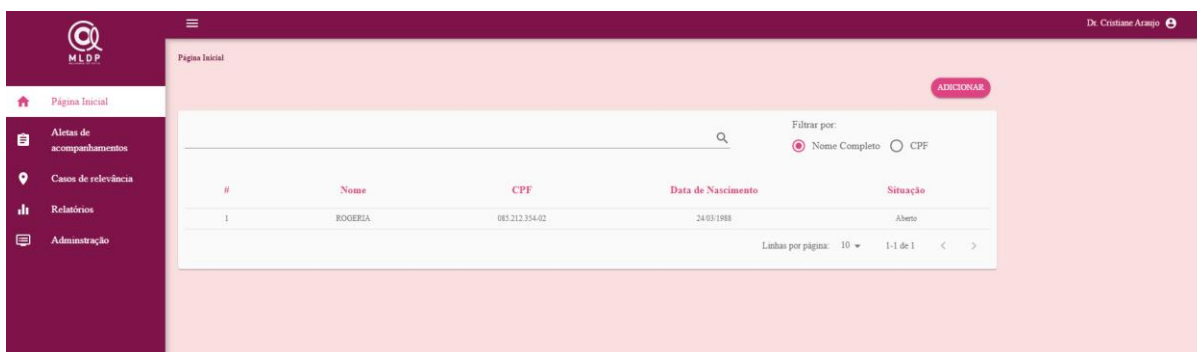 MLDP
Dr. Cristiane Araujo
Página Inicial
ADICIONAR
Página Inicial
Aletas de
acompanhamentos
Casos de relevância
Relatórios
Adminstração
Filtrar por:
Nome Completo CPF
# Nome CPF Data de Nascimento Situação
1 ROGERIA 085.212.354-02 24/03/1988 Aberto
Linhas por página: 10 1-1 de 1